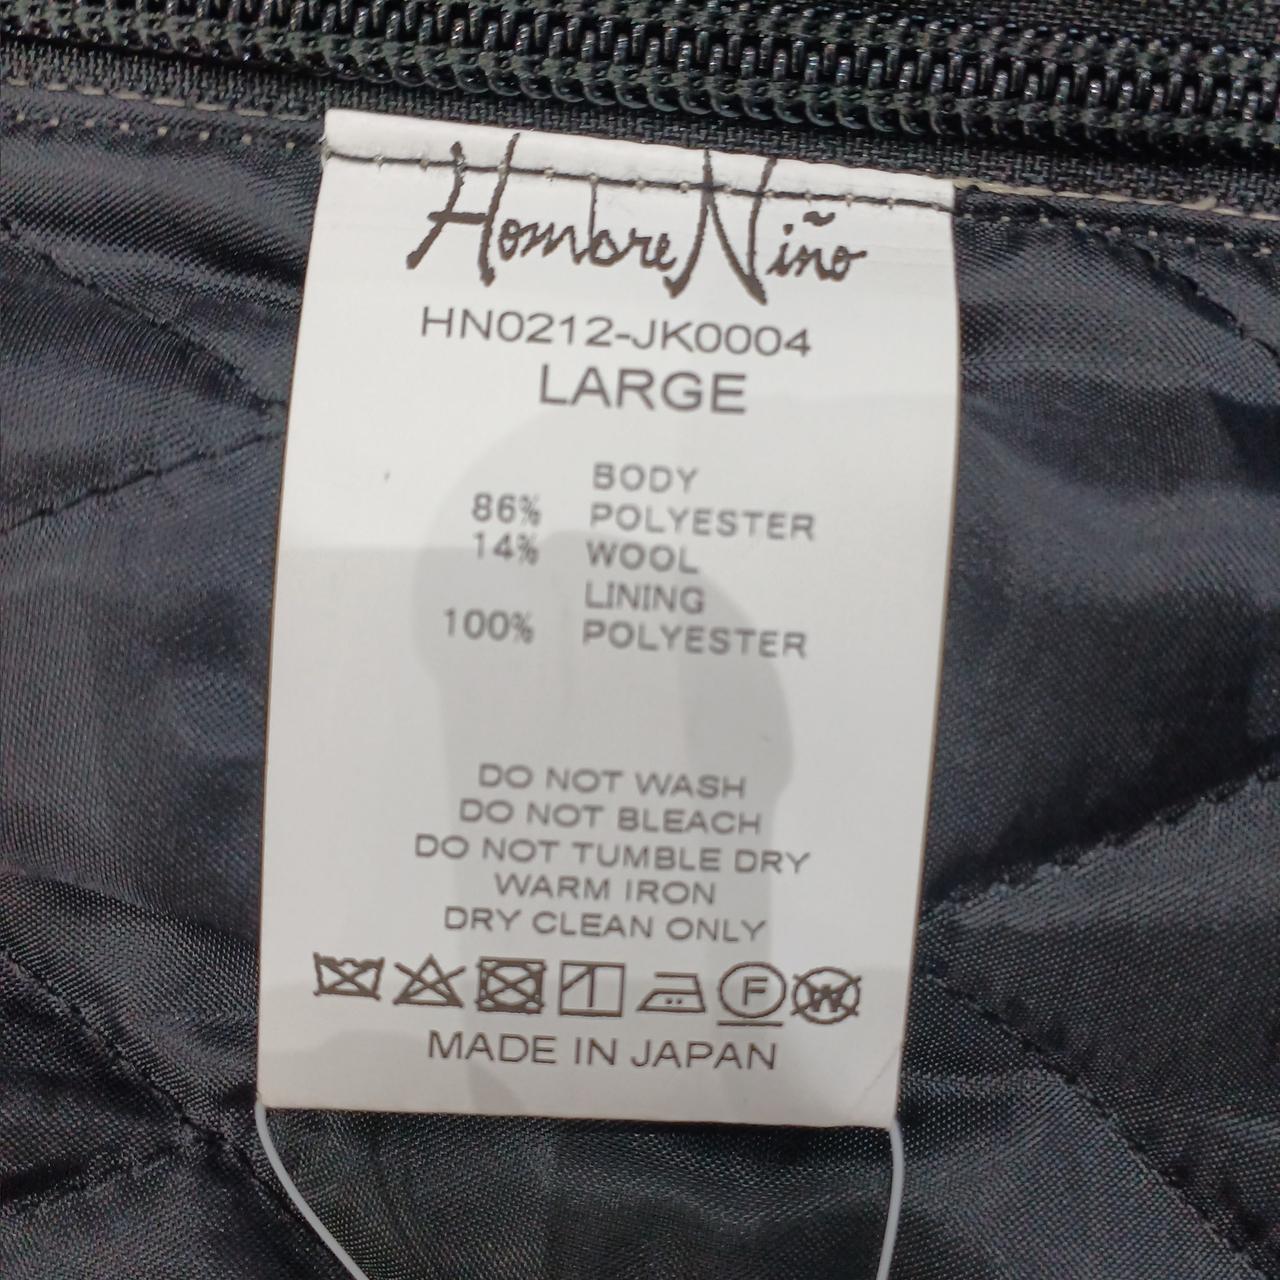 Hombre Niño
HN0212-JK0004
LARGE
BODY
86% POLYESTER
14% WOOL
LINING
100% POLYESTER
DO NOT WASH
DO NOT BLEACH
DO NOT TUMBLE DRY
WARM IRON
DRY CLEAN ONLY
F W
MADE IN JAPAN